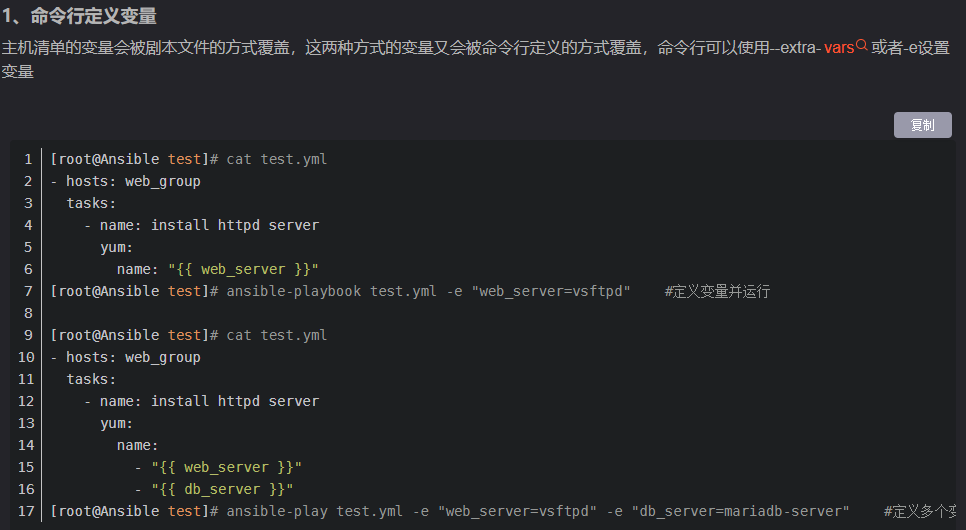 1、命令行定义变量
主机清单的变量会被剧本文件的方式覆盖，这两种方式的变量又会被命令行定义的方式覆盖，命令行可以使用--extra-vars或者-e设置
变量
复制
1 [root@Ansible test]# cat test.yml
2 - hosts: web_group
3   tasks:
4     - name: install httpd server
5       yum:
6         name: "{{ web_server }}"
7 [root@Ansible test]# ansible-playbook test.yml -e "web_server=vsftpd"    #定义变量并运行
8
9 [root@Ansible test]# cat test.yml
10 - hosts: web_group
11   tasks:
12     - name: install httpd server
13       yum:
14         name:
15           - "{{ web_server }}"
16           - "{{ db_server }}"
17 [root@Ansible test]# ansible-play test.yml -e "web_server=vsftpd" -e "db_server=mariadb-server"    #定义多个